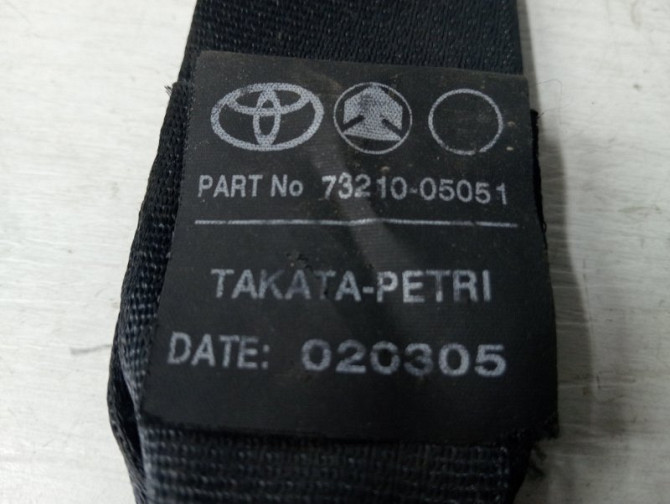 PART No 73210-05051
TAKATA-PETRI
DATE: 020305